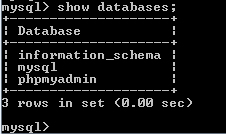 mysql> show databases;
+--------------------+
| Database           |
+--------------------+
| information_schema |
| mysql              |
| phpmyadmin         |
+--------------------+
3 rows in set (0.00 sec)
mysql>